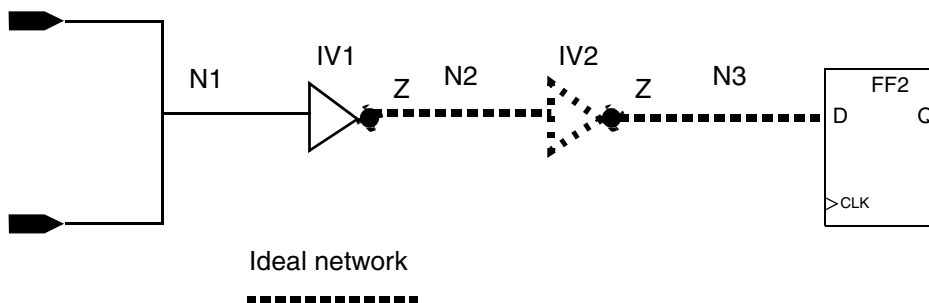 IV1
IV2
N1
Z
N2
Z
N3
FF2
D
Q
CLK
Ideal network